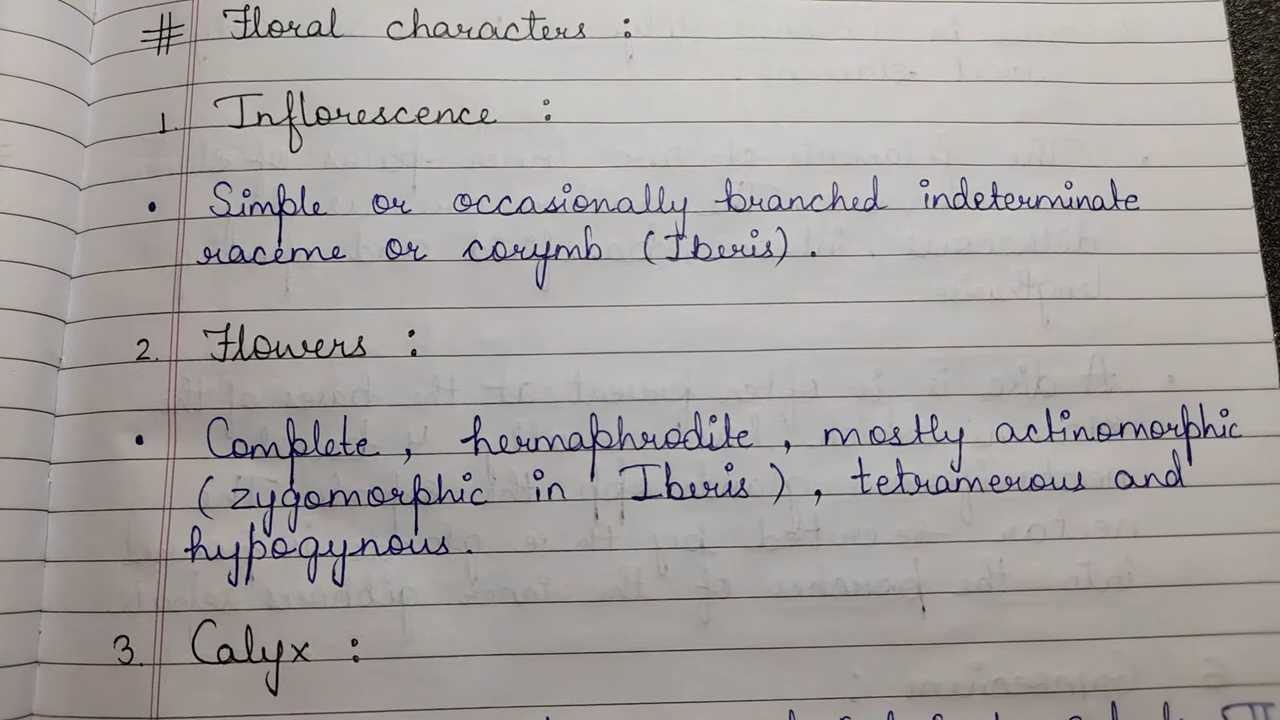 # Floral characters :
1. Inflorescence :
• Simple or occasionally branched indeterminate
raceme or corymb (Iberis).
2. Flowers :
• Complete, hermaphrodite, mostly actinomorphic
(zygomorphic in Iberis), tetramerous and
hypogynous.
3. Calyx :